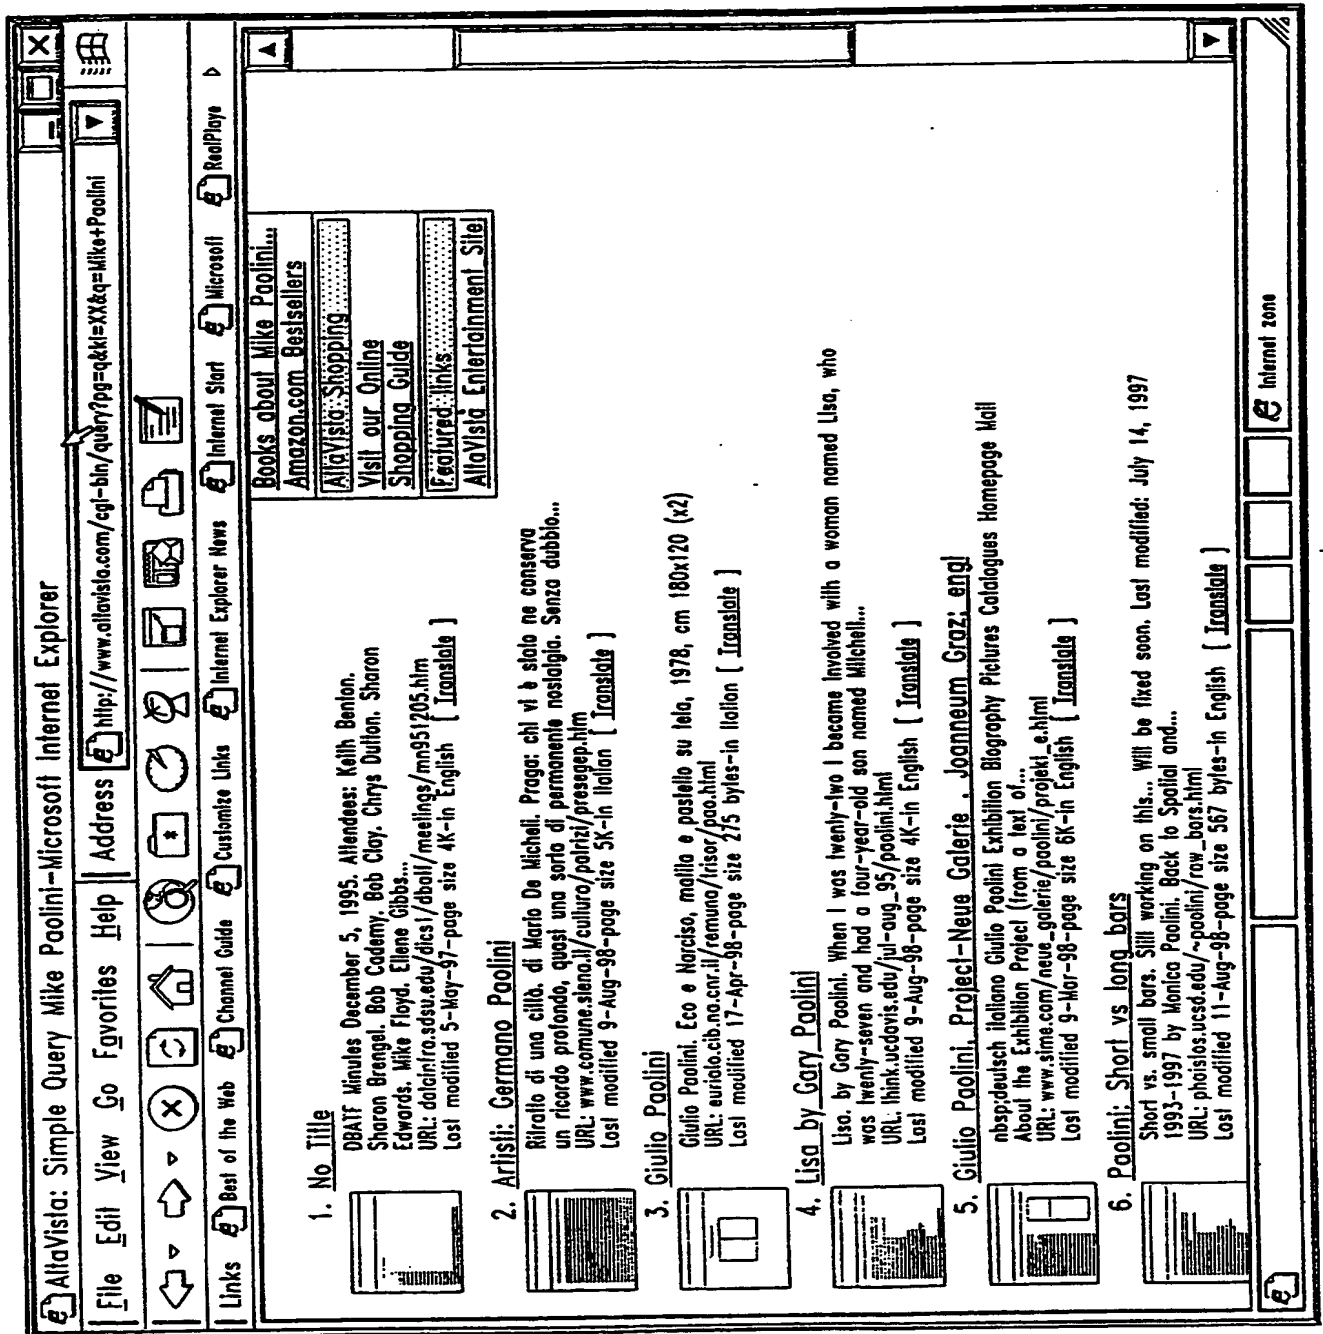 AltaVista: Simple Query Mike Paolini-Microsoft Internet Explorer
File Edit View Go Favorites Help Address http://www.altavista.com/cgi-bin/query?pg=q&kl=XX&q=Mike+Paolini
Links Best of the Web Channel Guide Customize Links Internet Explorer News Internet Start Microsoft RealPlaye
Books about Mike Paolini...
Amazon.com Bestsellers
AltaVista Shopping
Visit our Online
Shopping Guide
Featured links
AltaVista Entertainment Site
1. No Title
DBAIF Minutes December 5, 1995. Attendees: Keith Benton.
Sharon Brengel. Bob Cademy. Bob Clay. Chrys Dutton. Sharon
Edwards. Mike Floyd. Ellene Gibbs...
URL: datainfra.sdsu.edu/dics1/dball/meetings/mn951205.htm
Last modified 5-May-97-page size 4K-in English [ Translate ]
2. Artisti: Germano Paolini
Ritratto di una città. di Mario De Micheli. Praga: chi vi è stato ne conserva
un ricordo profondo, quasi una sorta di permanente nostalgia. Senza dubbio...
URL: www.comune.siena.it/cultura/patrizi/presegep.htm
Last modified 9-Aug-98-page size 5K-in Italian [ Translate ]
3. Giulio Paolini
Giulio Paolini. Eco e Narciso, matita e pastello su tela, 1978, cm 180x120 (x2)
URL: eurialo.cib.na.cnr.it/remuna/trisor/pao.html
Last modified 17-Apr-98-page size 275 bytes-in Italian [ Translate ]
4. Lisa by Gary Paolini
Lisa. by Gary Paolini. When I was twenty-two I became involved with a woman named Lisa, who
was twenty-seven and had a four-year-old son named Mitchell...
URL: think.ucdavis.edu/jul-aug_95/paolini.html
Last modified 9-Aug-98-page size 4K-in English [ Translate ]
5. Giulio Paolini, Project-Neue Galerie , Joanneum Graz; engl
nbsp;deutsch italiano Giulio Paolini Exhibition Biography Pictures Catalogues Homepage Mail
About the Exhibition Project (from a text of...
URL: www.sime.com/neue_galerie/paolini/projekt_e.html
Last modified 9-Mar-98-page size 6K-in English [ Translate ]
6. Paolini: Short vs long bars
Short vs. small bars. Still working on this... Will be fixed soon. Last modified: July 14, 1997
1993-1997 by Monica Paolini. Back to Spatial and...
URL: photslos.ucsd.edu/~paolini/raw_bars.html
Last modified 11-Aug-98-page size 567 bytes-in English [ Translate ]
Internet zone